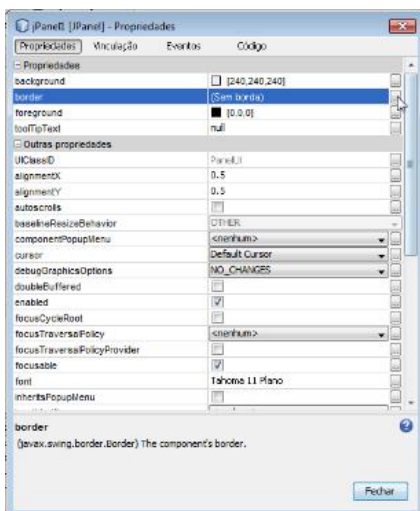 jPanel1 [JPanel] - Propriedades
Propriedades Vinculação Eventos Código
Propriedades
background [240,240,240]
border (Sem borda)
foreground [0,0,0]
toolTipText null
Outras propriedades
UIClassID PanelUI
alignmentX 0.5
alignmentY 0.5
autoscrolls
baselineResizeBehavior OTHER
componentPopupMenu <nenhum>
cursor Default Cursor
debugGraphicsOptions NO_CHANGES
doubleBuffered
enabled
focusCycleRoot
focusTraversalPolicy <nenhum>
focusTraversalPolicyProvider
focusable
font Tahoma 11 Plano
inheritsPopupMenu
border
(javax.swing.border.Border) The component's border.
Fechar